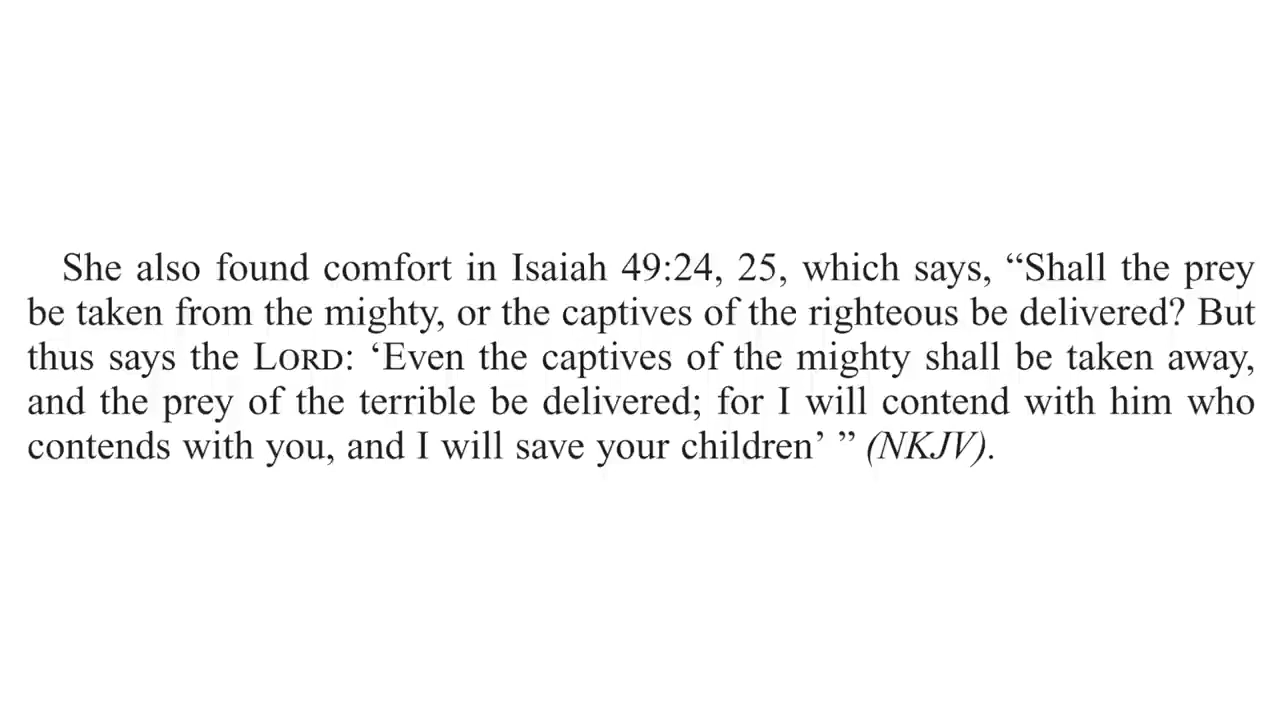 She also found comfort in Isaiah 49:24, 25, which says, “Shall the prey
be taken from the mighty, or the captives of the righteous be delivered? But
thus says the LORD: ‘Even the captives of the mighty shall be taken away,
and the prey of the terrible be delivered; for I will contend with him who
contends with you, and I will save your children’ ” (NKJV).